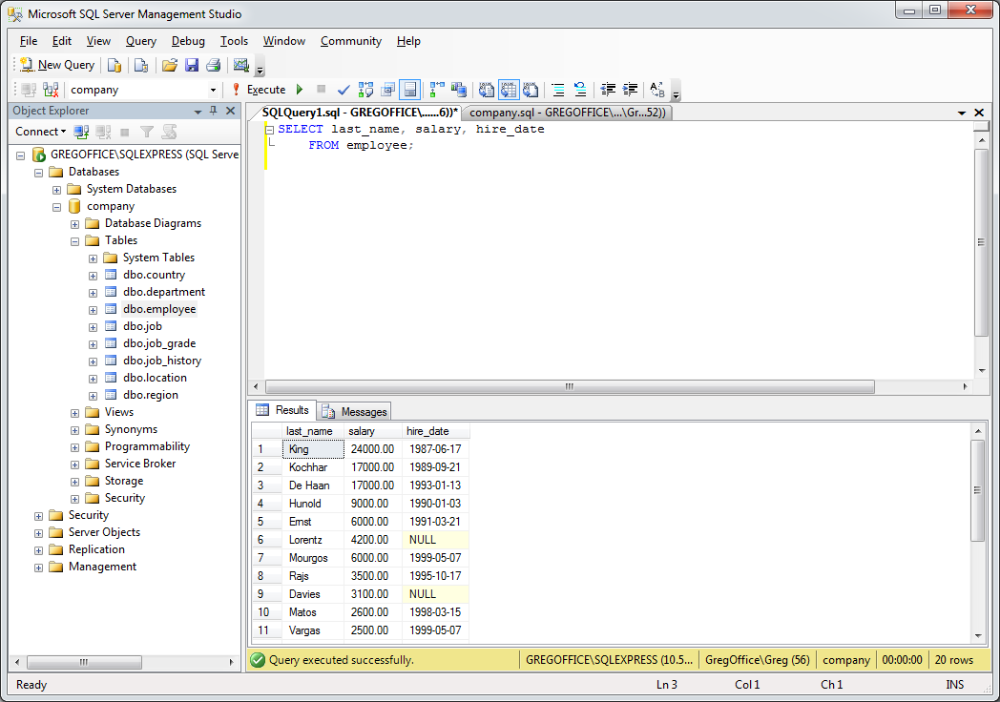 Microsoft SQL Server Management Studio
File Edit View Query Debug Tools Window Community Help
New Query
company Execute
Object Explorer
Connect
GREGOFFICE\SQLEXPRESS (SQL Serve
Databases
System Databases
company
Database Diagrams
Tables
System Tables
dbo.country
dbo.department
dbo.employee
dbo.job
dbo.job_grade
dbo.job_history
dbo.location
dbo.region
Views
Synonyms
Programmability
Service Broker
Storage
Security
Security
Server Objects
Replication
Management
SQLQuery1.sql - GREGOFFICE\......6))* company.sql - GREGOFFICE\...\Gr...52))
SELECT last_name, salary, hire_date
FROM employee;
Results Messages
last_name salary hire_date
1 King 24000.00 1987-06-17
2 Kochhar 17000.00 1989-09-21
3 De Haan 17000.00 1993-01-13
4 Hunold 9000.00 1990-01-03
5 Ernst 6000.00 1991-03-21
6 Lorentz 4200.00 NULL
7 Mourgos 6000.00 1999-05-07
8 Rajs 3500.00 1995-10-17
9 Davies 3100.00 NULL
10 Matos 2600.00 1998-03-15
11 Vargas 2500.00 1999-05-07
Query executed successfully. GREGOFFICE\SQLEXPRESS (10.5... GregOffice\Greg (56) company 00:00:00 20 rows
Ready Ln 3 Col 1 Ch 1 INS